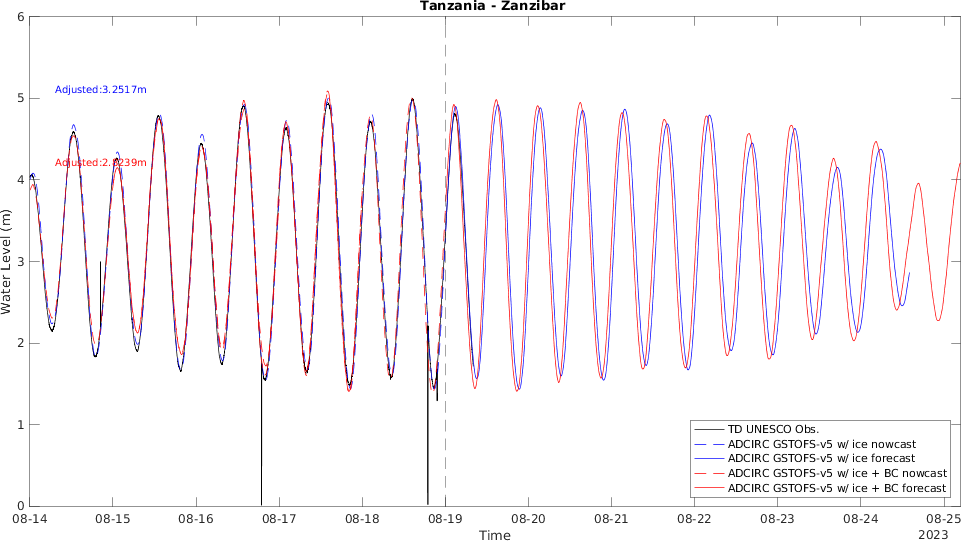 Tanzania - Zanzibar
Water Level (m)
6
5
4
3
2
1
0
Adjusted:3.2517m
TD UNESCO Obs.
ADCIRC GSTOFS-v5 w/ ice nowcast
ADCIRC GSTOFS-v5 w/ ice forecast
ADCIRC GSTOFS-v5 w/ ice + BC nowcast
ADCIRC GSTOFS-v5 w/ ice + BC forecast
08-14 08-15 08-16 08-17 08-18 08-19 08-20 08-21 08-22 08-23 08-24 08-25
Time
2023